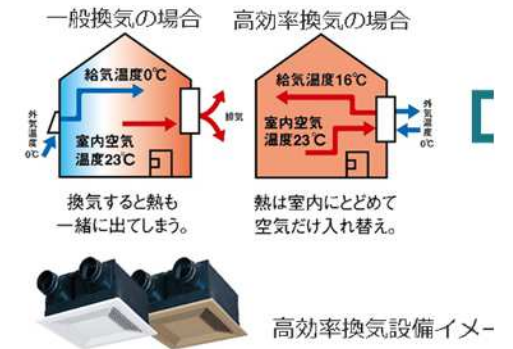 一般換気の場合
高効率換気の場合
給気温度0℃
外気温度0℃
室内空気
温度23℃
排気
換気すると熱も
一緒に出てしまう。
給気温度16℃
外気温度0℃
室内空気
温度23℃
熱は室内にとどめて
空気だけ入れ替え。
高効率換気設備イメー